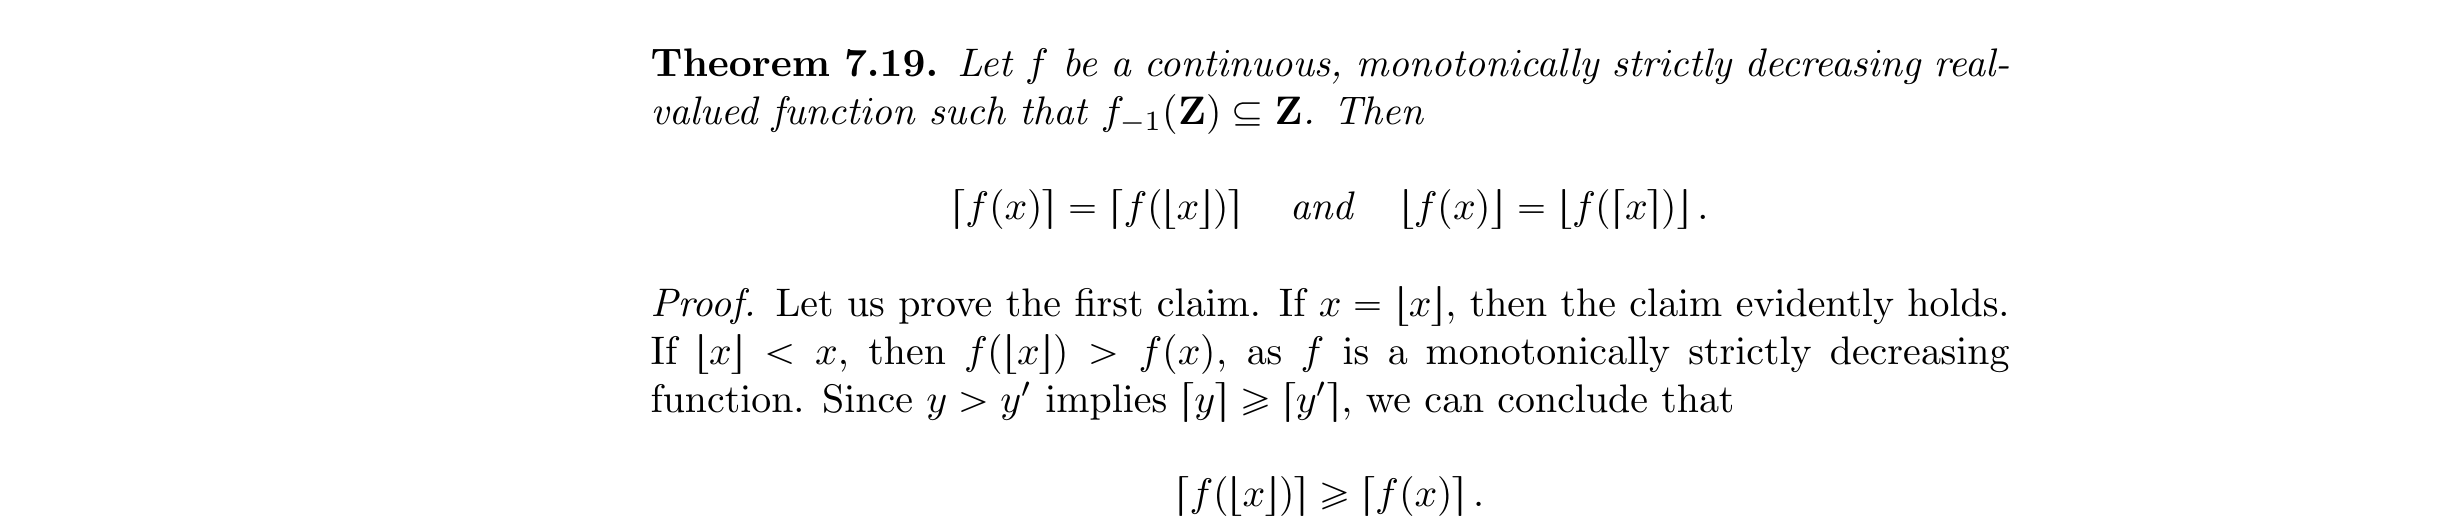 Theorem 7.19. Let f be a continuous, monotonically strictly decreasing real-
valued function such that f₋₁(Z) ⊆ Z. Then
⌈f(x)⌉ = ⌈f(⌊x⌋)⌉ and ⌊f(x)⌋ = ⌊f(⌈x⌉)⌋.
Proof. Let us prove the first claim. If x = ⌊x⌋, then the claim evidently holds.
If ⌊x⌋ < x, then f(⌊x⌋) > f(x), as f is a monotonically strictly decreasing
function. Since y > y′ implies ⌈y⌉ ⩾ ⌈y′⌉, we can conclude that
⌈f(⌊x⌋)⌉ ⩾ ⌈f(x)⌉.